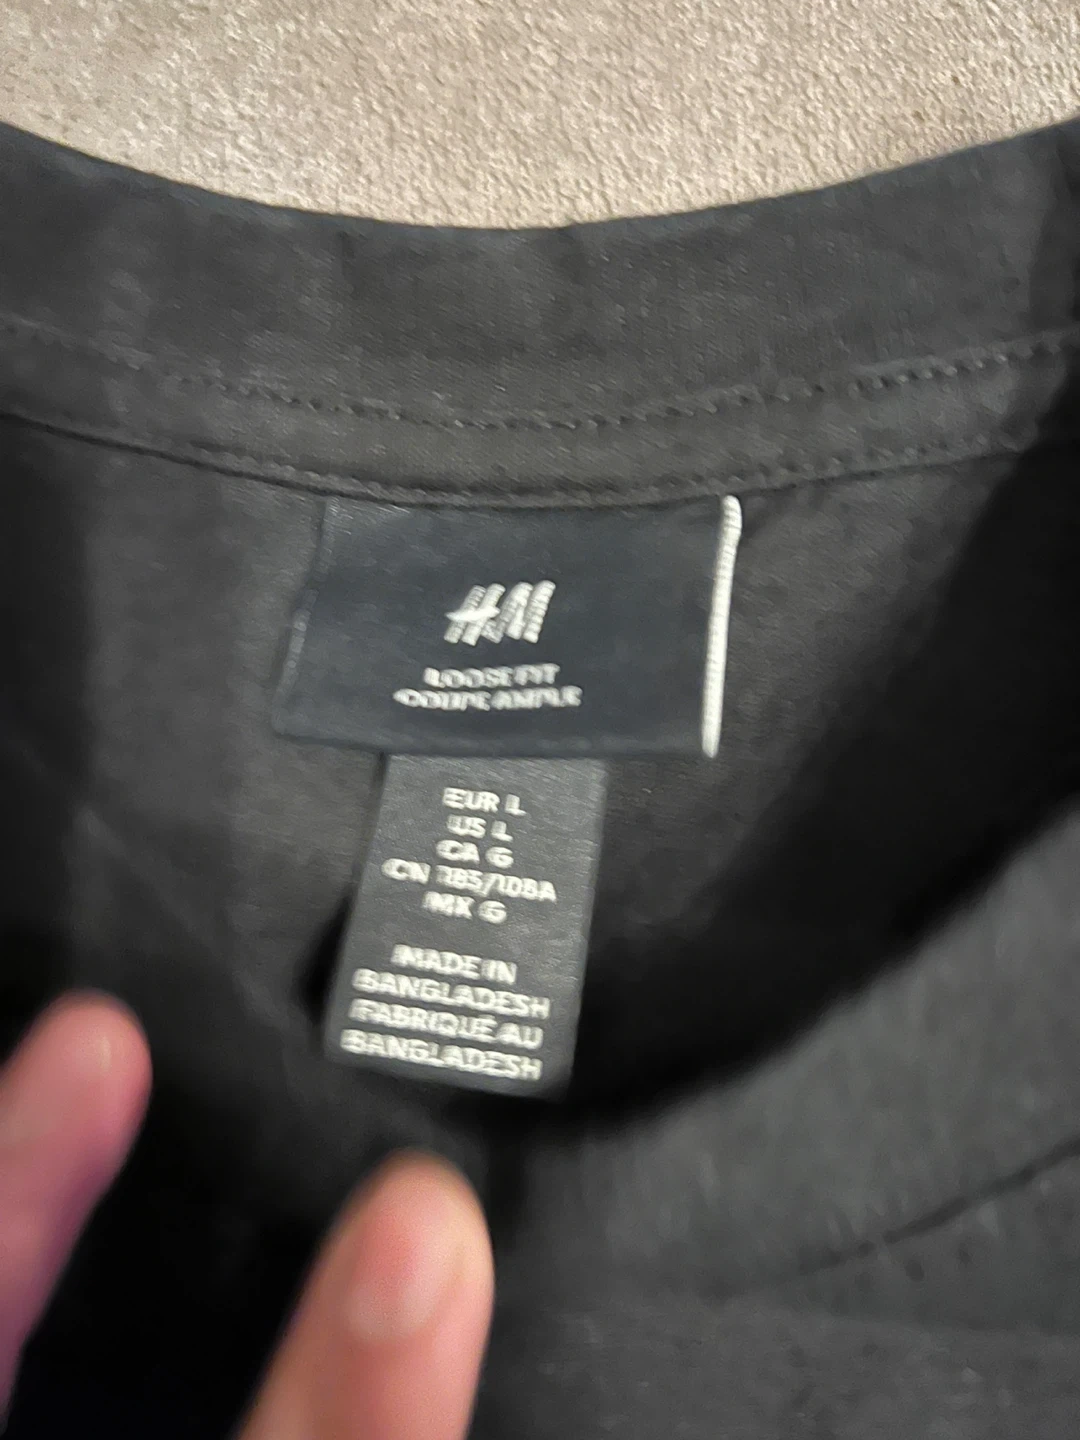 H&M
LOOSE FIT
COUPE AMPLE
EUR L
US L
CA G
CN 185/108A
MX G
MADE IN
BANGLADESH
FABRIQUÉ AU
BANGLADESH